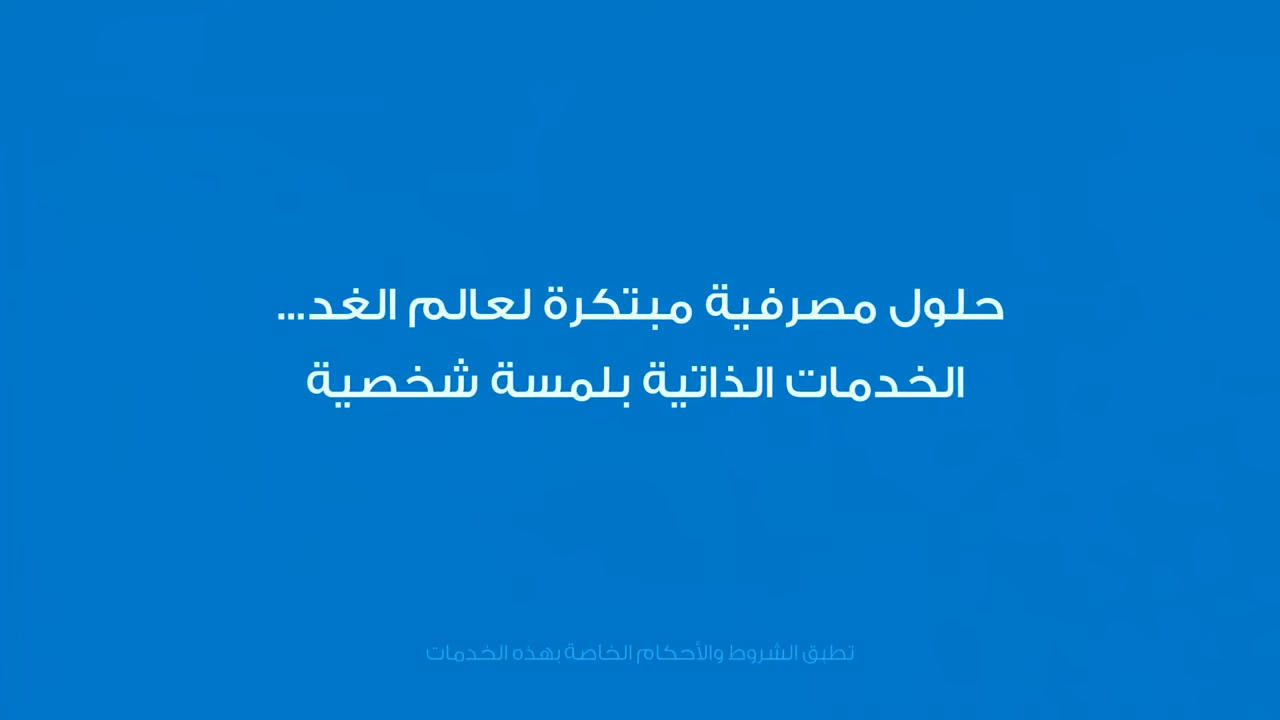 حلول مصرفية مبتكرة لعالم الغد...
الخدمات الذاتية بلمسة شخصية
تطبق الشروط والأحكام الخاصة بهذه الخدمات